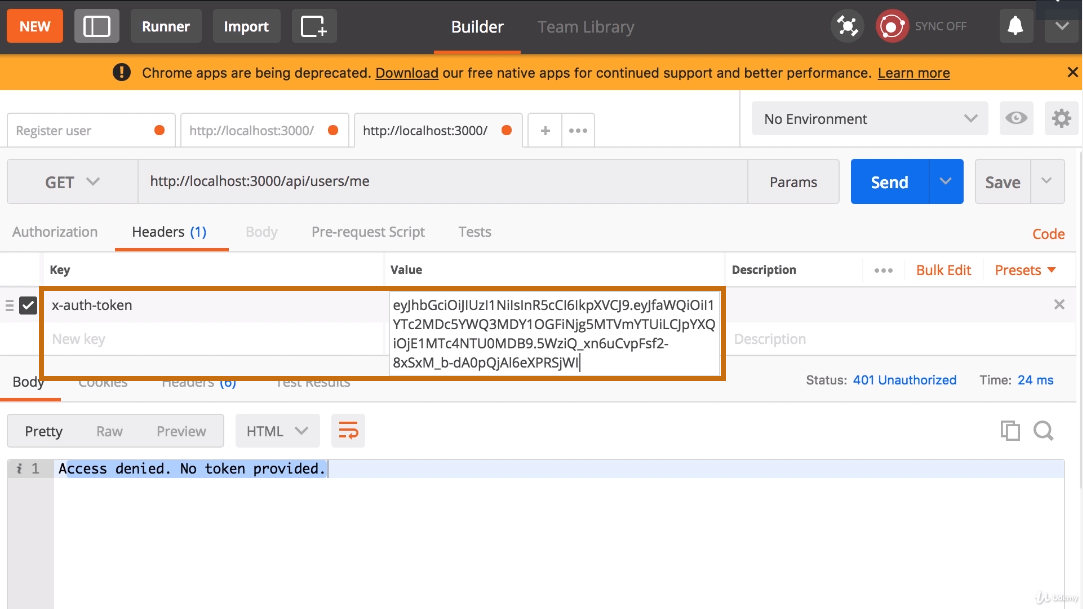 NEW
Runner
Import
Builder
Team Library
SYNC OFF
Chrome apps are being deprecated. Download our free native apps for continued support and better performance. Learn more
Register user
http://localhost:3000/
http://localhost:3000/
No Environment
GET
http://localhost:3000/api/users/me
Params
Send
Save
Authorization
Headers (1)
Body
Pre-request Script
Tests
Code
Key
Value
Description
Bulk Edit
Presets
x-auth-token
eyJhbGciOiJIUzI1NiIsInR5cCI6IkpXVCJ9.eyJfaWQiOiI1
YTc2MDc5YWQ3MDY1OGFiNjg5MTVmYTUiLCJpYXQ
iOjE1MTc4NTU0MDB9.5WziQ_xn6uCvpFsf2-
8xSxM_b-dA0pQjAl6eXPRSjWI
New key
Description
Body
Cookies
Headers (6)
Test Results
Status: 401 Unauthorized
Time: 24 ms
Pretty
Raw
Preview
HTML
i 1
Access denied. No token provided.
Udemy